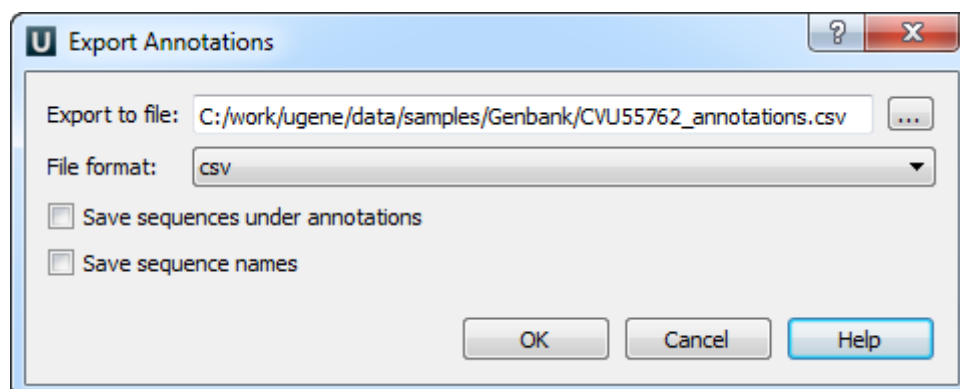 U Export Annotations ?
Export to file: C:/work/ugene/data/samples/Genbank/CVU55762_annotations.csv ...
File format: csv
Save sequences under annotations
Save sequence names
OK Cancel Help